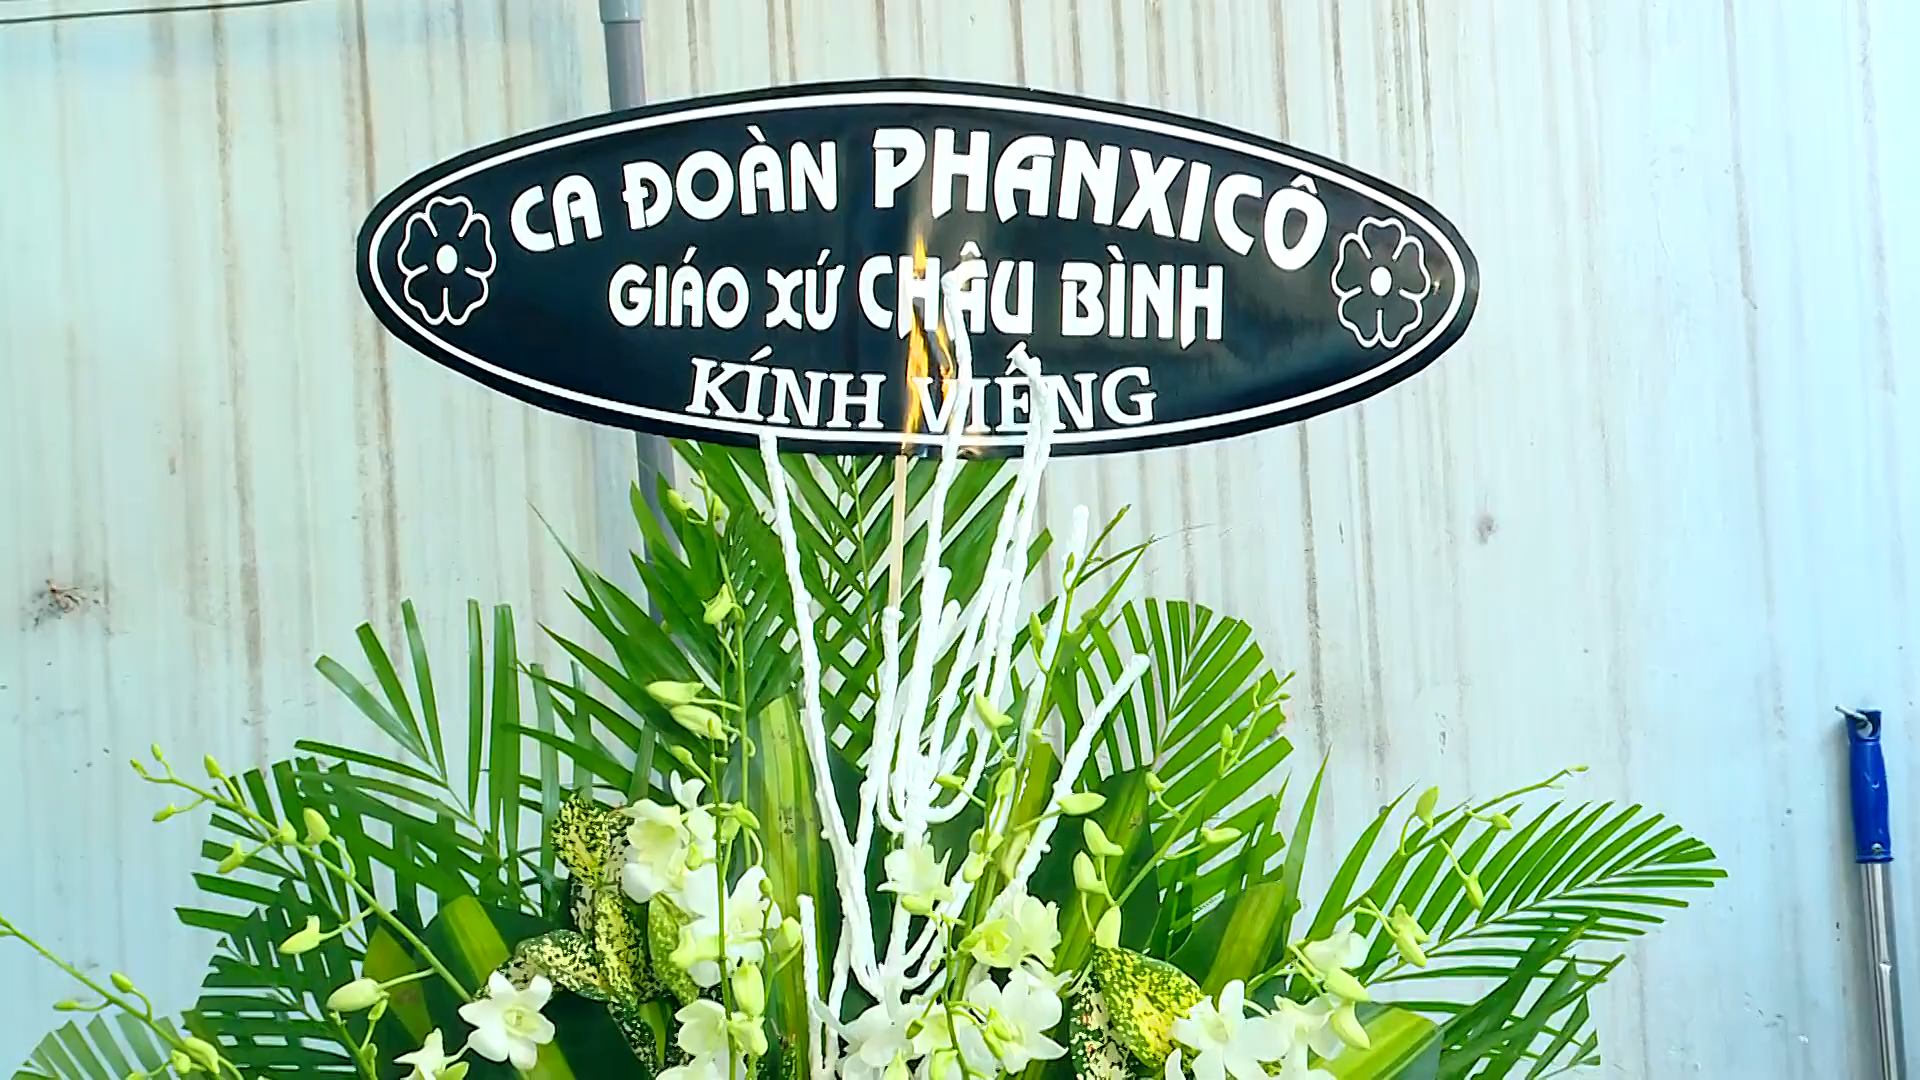 CA ĐOÀN PHANXICÔ
GIÁO XỨ CHÂU BÌNH
KÍNH VIẾNG